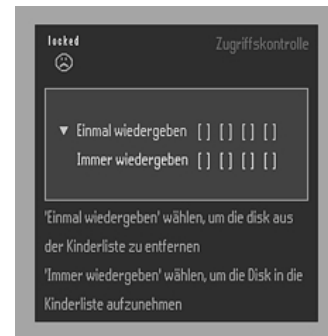 locked Zugriffskontrolle
▼ Einmal wiedergeben [ ] [ ] [ ] [ ]
Immer wiedergeben [ ] [ ] [ ] [ ]
'Einmal wiedergeben' wählen, um die disk aus
der Kinderliste zu entfernen
'Immer wiedergeben' wählen, um die Disk in die
Kinderliste aufzunehmen